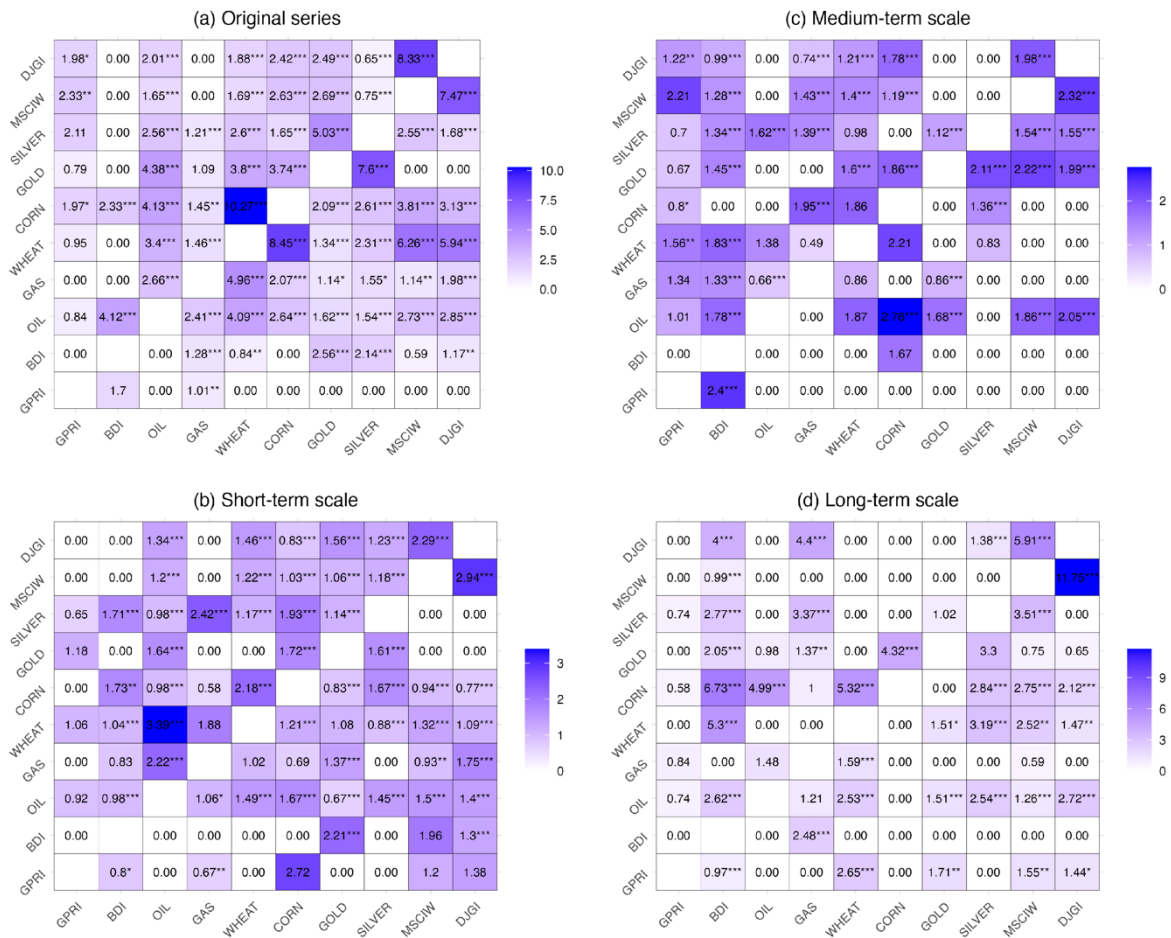 (a) Original series
DJGI 1.98* 0.00 2.01*** 0.00 1.88*** 2.42*** 2.49*** 0.65*** 8.33***
MSCIW 2.33** 0.00 1.65*** 0.00 1.69*** 2.63*** 2.69*** 0.75*** 7.47***
SILVER 2.11 0.00 2.56*** 1.21*** 2.6*** 1.65*** 5.03*** 2.55*** 1.68***
GOLD 0.79 0.00 4.38*** 1.09 3.8*** 3.74*** 7.6*** 0.00 0.00
CORN 1.97* 2.33*** 4.13*** 1.45** 10.27*** 2.09*** 2.61*** 3.81*** 3.13***
WHEAT 0.95 0.00 3.4*** 1.46*** 8.45*** 1.34*** 2.31*** 6.26*** 5.94***
GAS 0.00 0.00 2.66*** 4.96*** 2.07*** 1.14* 1.55* 1.14** 1.98***
OIL 0.84 4.12*** 2.41*** 4.09*** 2.64*** 1.62*** 1.54*** 2.73*** 2.85***
BDI 0.00 0.00 1.28*** 0.84** 0.00 2.56*** 2.14*** 0.59 1.17**
GPRI 1.7 0.00 1.01** 0.00 0.00 0.00 0.00 0.00 0.00
GPRI BDI OIL GAS WHEAT CORN GOLD SILVER MSCIW DJGI
10.0
7.5
5.0
2.5
0.0
(c) Medium-term scale
DJGI 1.22** 0.99*** 0.00 0.74*** 1.21*** 1.78*** 0.00 0.00 1.98***
MSCIW 2.21 1.28*** 0.00 1.43*** 1.4*** 1.19*** 0.00 0.00 2.32***
SILVER 0.7 1.34*** 1.62*** 1.39*** 0.98 0.00 1.12*** 1.54*** 1.55***
GOLD 0.67 1.45*** 0.00 0.00 1.6*** 1.86*** 2.11*** 2.22*** 1.99***
CORN 0.8* 0.00 0.00 1.95*** 1.86 0.00 1.36*** 0.00 0.00
WHEAT 1.56** 1.83*** 1.38 0.49 2.21 0.00 0.83 0.00 0.00
GAS 1.34 1.33*** 0.66*** 0.86 0.00 0.86*** 0.00 0.00 0.00
OIL 1.01 1.78*** 0.00 1.87 2.78*** 1.68*** 0.00 1.86*** 2.05***
BDI 0.00 0.00 0.00 0.00 1.67 0.00 0.00 0.00 0.00
GPRI 2.4*** 0.00 0.00 0.00 0.00 0.00 0.00 0.00 0.00
GPRI BDI OIL GAS WHEAT CORN GOLD SILVER MSCIW DJGI
2
1
0
(b) Short-term scale
DJGI 0.00 0.00 1.34*** 0.00 1.46*** 0.83*** 1.56*** 1.23*** 2.29***
MSCIW 0.00 0.00 1.2*** 0.00 1.22*** 1.03*** 1.06*** 1.18*** 2.94***
SILVER 0.65 1.71*** 0.98*** 2.42*** 1.17*** 1.93*** 1.14*** 0.00 0.00
GOLD 1.18 0.00 1.64*** 0.00 0.00 1.72*** 1.61*** 0.00 0.00
CORN 0.00 1.73** 0.98*** 0.58 2.18*** 0.83*** 1.67*** 0.94*** 0.77***
WHEAT 1.06 1.04*** 3.39*** 1.88 1.21*** 1.08 0.88*** 1.32*** 1.09***
GAS 0.00 0.83 2.22*** 1.02 0.69 1.37*** 0.00 0.93** 1.75***
OIL 0.92 0.98*** 1.06* 1.49*** 1.67*** 0.67*** 1.45*** 1.5*** 1.4***
BDI 0.00 0.00 0.00 0.00 0.00 2.21*** 0.00 1.96 1.3***
GPRI 0.8* 0.00 0.67** 0.00 2.72 0.00 0.00 1.2 1.38
GPRI BDI OIL GAS WHEAT CORN GOLD SILVER MSCIW DJGI
3
2
1
0
(d) Long-term scale
DJGI 0.00 4*** 0.00 4.4*** 0.00 0.00 0.00 1.38*** 5.91***
MSCIW 0.00 0.99*** 0.00 0.00 0.00 0.00 0.00 0.00 11.75***
SILVER 0.74 2.77*** 0.00 3.37*** 0.00 0.00 1.02 3.51*** 0.00
GOLD 0.00 2.05*** 0.98 1.37** 0.00 4.32*** 3.3 0.75 0.65
CORN 0.58 6.73*** 4.99*** 1 5.32*** 0.00 2.84*** 2.75*** 2.12***
WHEAT 0.00 5.3*** 0.00 0.00 0.00 1.51* 3.19*** 2.52** 1.47**
GAS 0.84 0.00 1.48 1.59*** 0.00 0.00 0.00 0.59 0.00
OIL 0.74 2.62*** 1.21 2.53*** 0.00 1.51*** 2.54*** 1.26*** 2.72***
BDI 0.00 0.00 2.48*** 0.00 0.00 0.00 0.00 0.00 0.00
GPRI 0.97*** 0.00 0.00 2.65*** 0.00 1.71** 0.00 1.55** 1.44*
GPRI BDI OIL GAS WHEAT CORN GOLD SILVER MSCIW DJGI
9
6
3
0